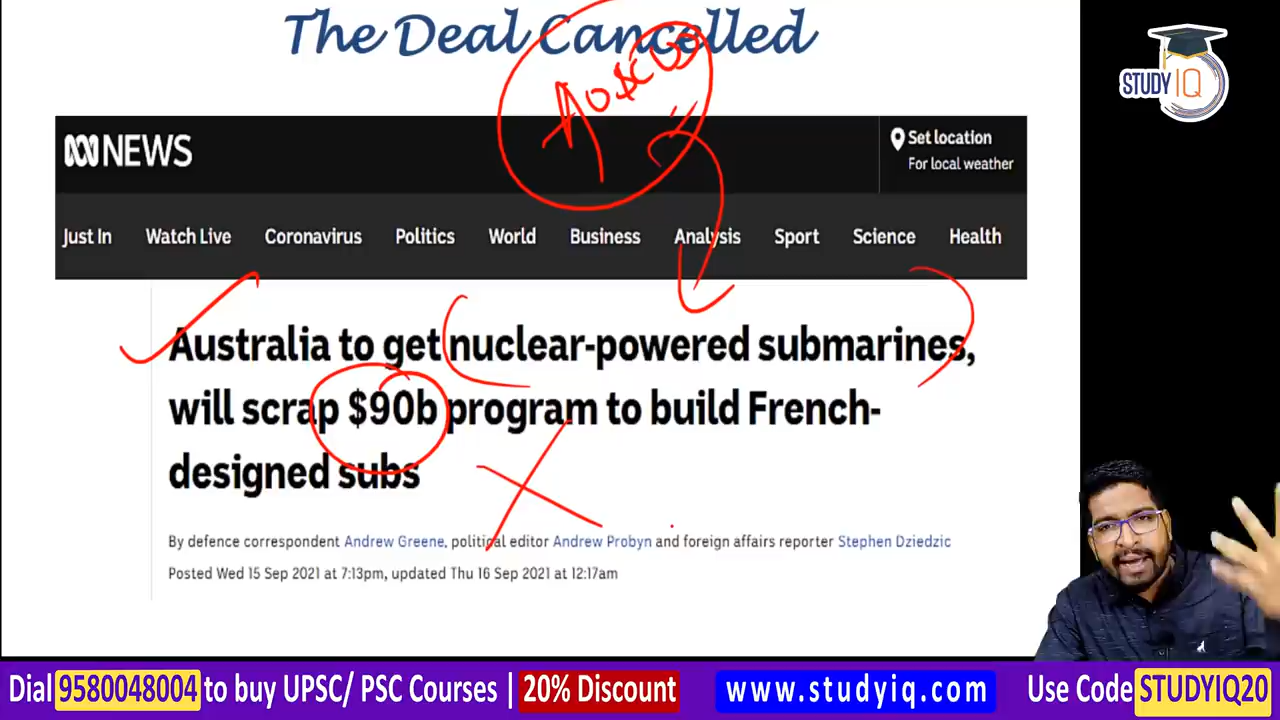 The Deal Cancelled
STUDY IQ
NEWS
Set location
For local weather
Just In Watch Live Coronavirus Politics World Business Analysis Sport Science Health
Australia to get nuclear-powered submarines,
will scrap $90b program to build French-
designed subs
By defence correspondent Andrew Greene, political editor Andrew Probyn and foreign affairs reporter Stephen Dziedzic
Posted Wed 15 Sep 2021 at 7:13pm, updated Thu 16 Sep 2021 at 12:17am
Dial 9580048004 to buy UPSC/ PSC Courses | 20% Discount www.studyiq.com Use Code STUDYIQ20